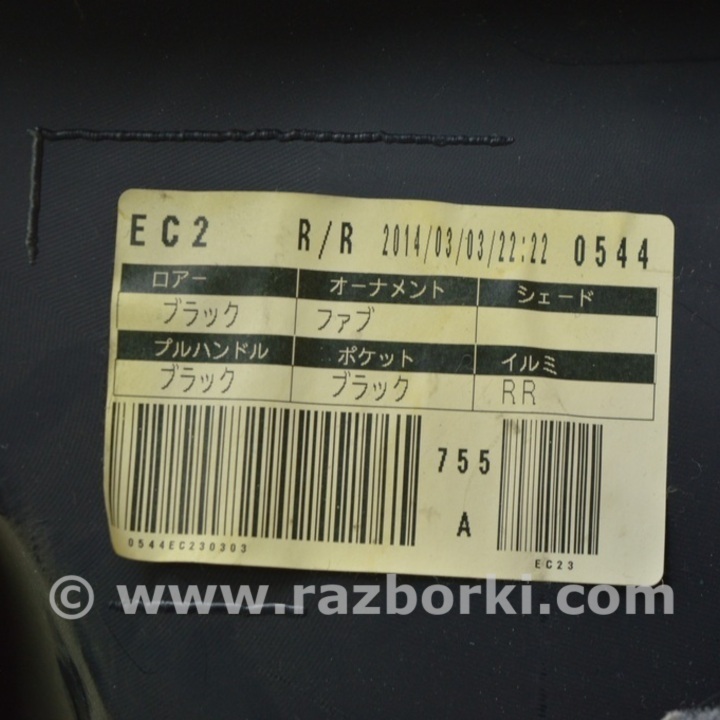 EC2 R/R 2014/03/03/22:22 0544
ロアー オーナメント シェード
ブラック ファブ
プルハンドル ポケット イルミ
ブラック ブラック RR
755
A
0544EC230303
EC23
© www.razborki.com